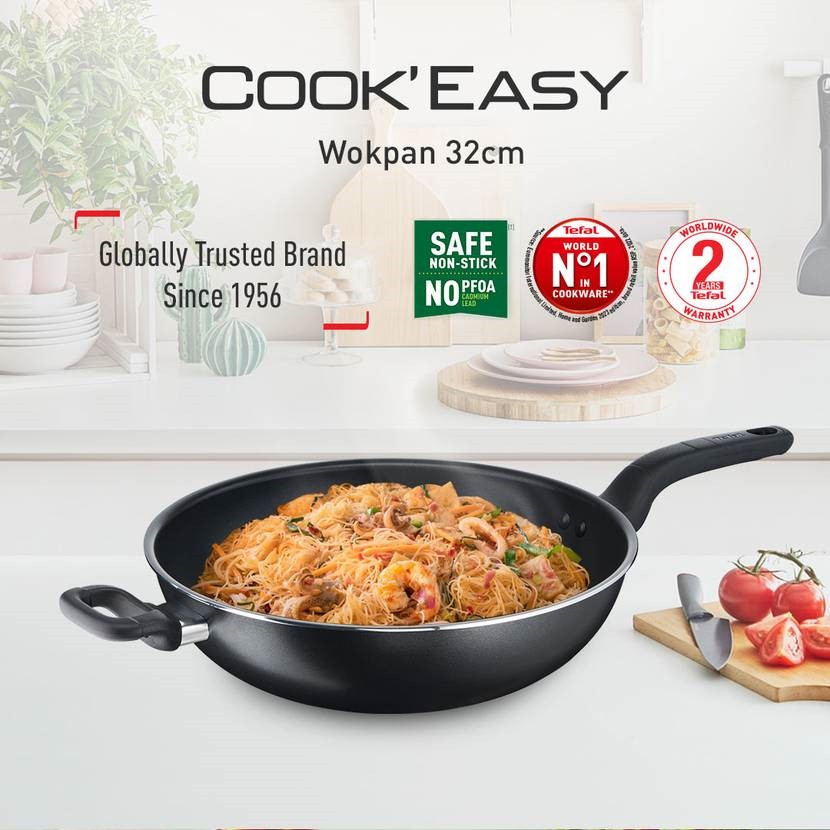 COOK'EASY
Wokpan 32cm
Globally Trusted Brand
Since 1956
SAFE
NON-STICK
NO PFOA
CADMIUM
LEAD
[1]
Tefal
WORLD
N°1
IN
COOKWARE**
WORLDWIDE
2
YEARS
Tefal
WARRANTY